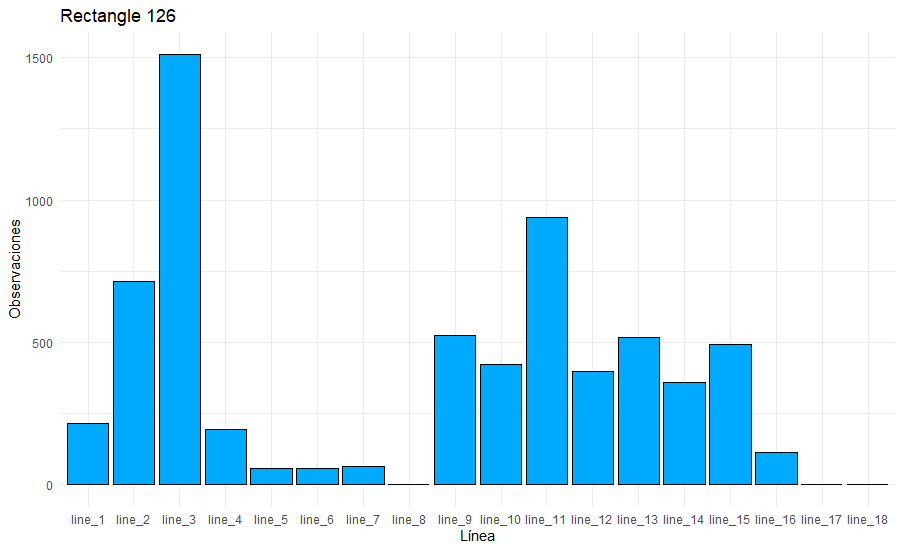 Rectangle 126
1500
1000
500
0
Observaciones
line_1 line_2 line_3 line_4 line_5 line_6 line_7 line_8 line_9 line_10 line_11 line_12 line_13 line_14 line_15 line_16 line_17 line_18
Línea